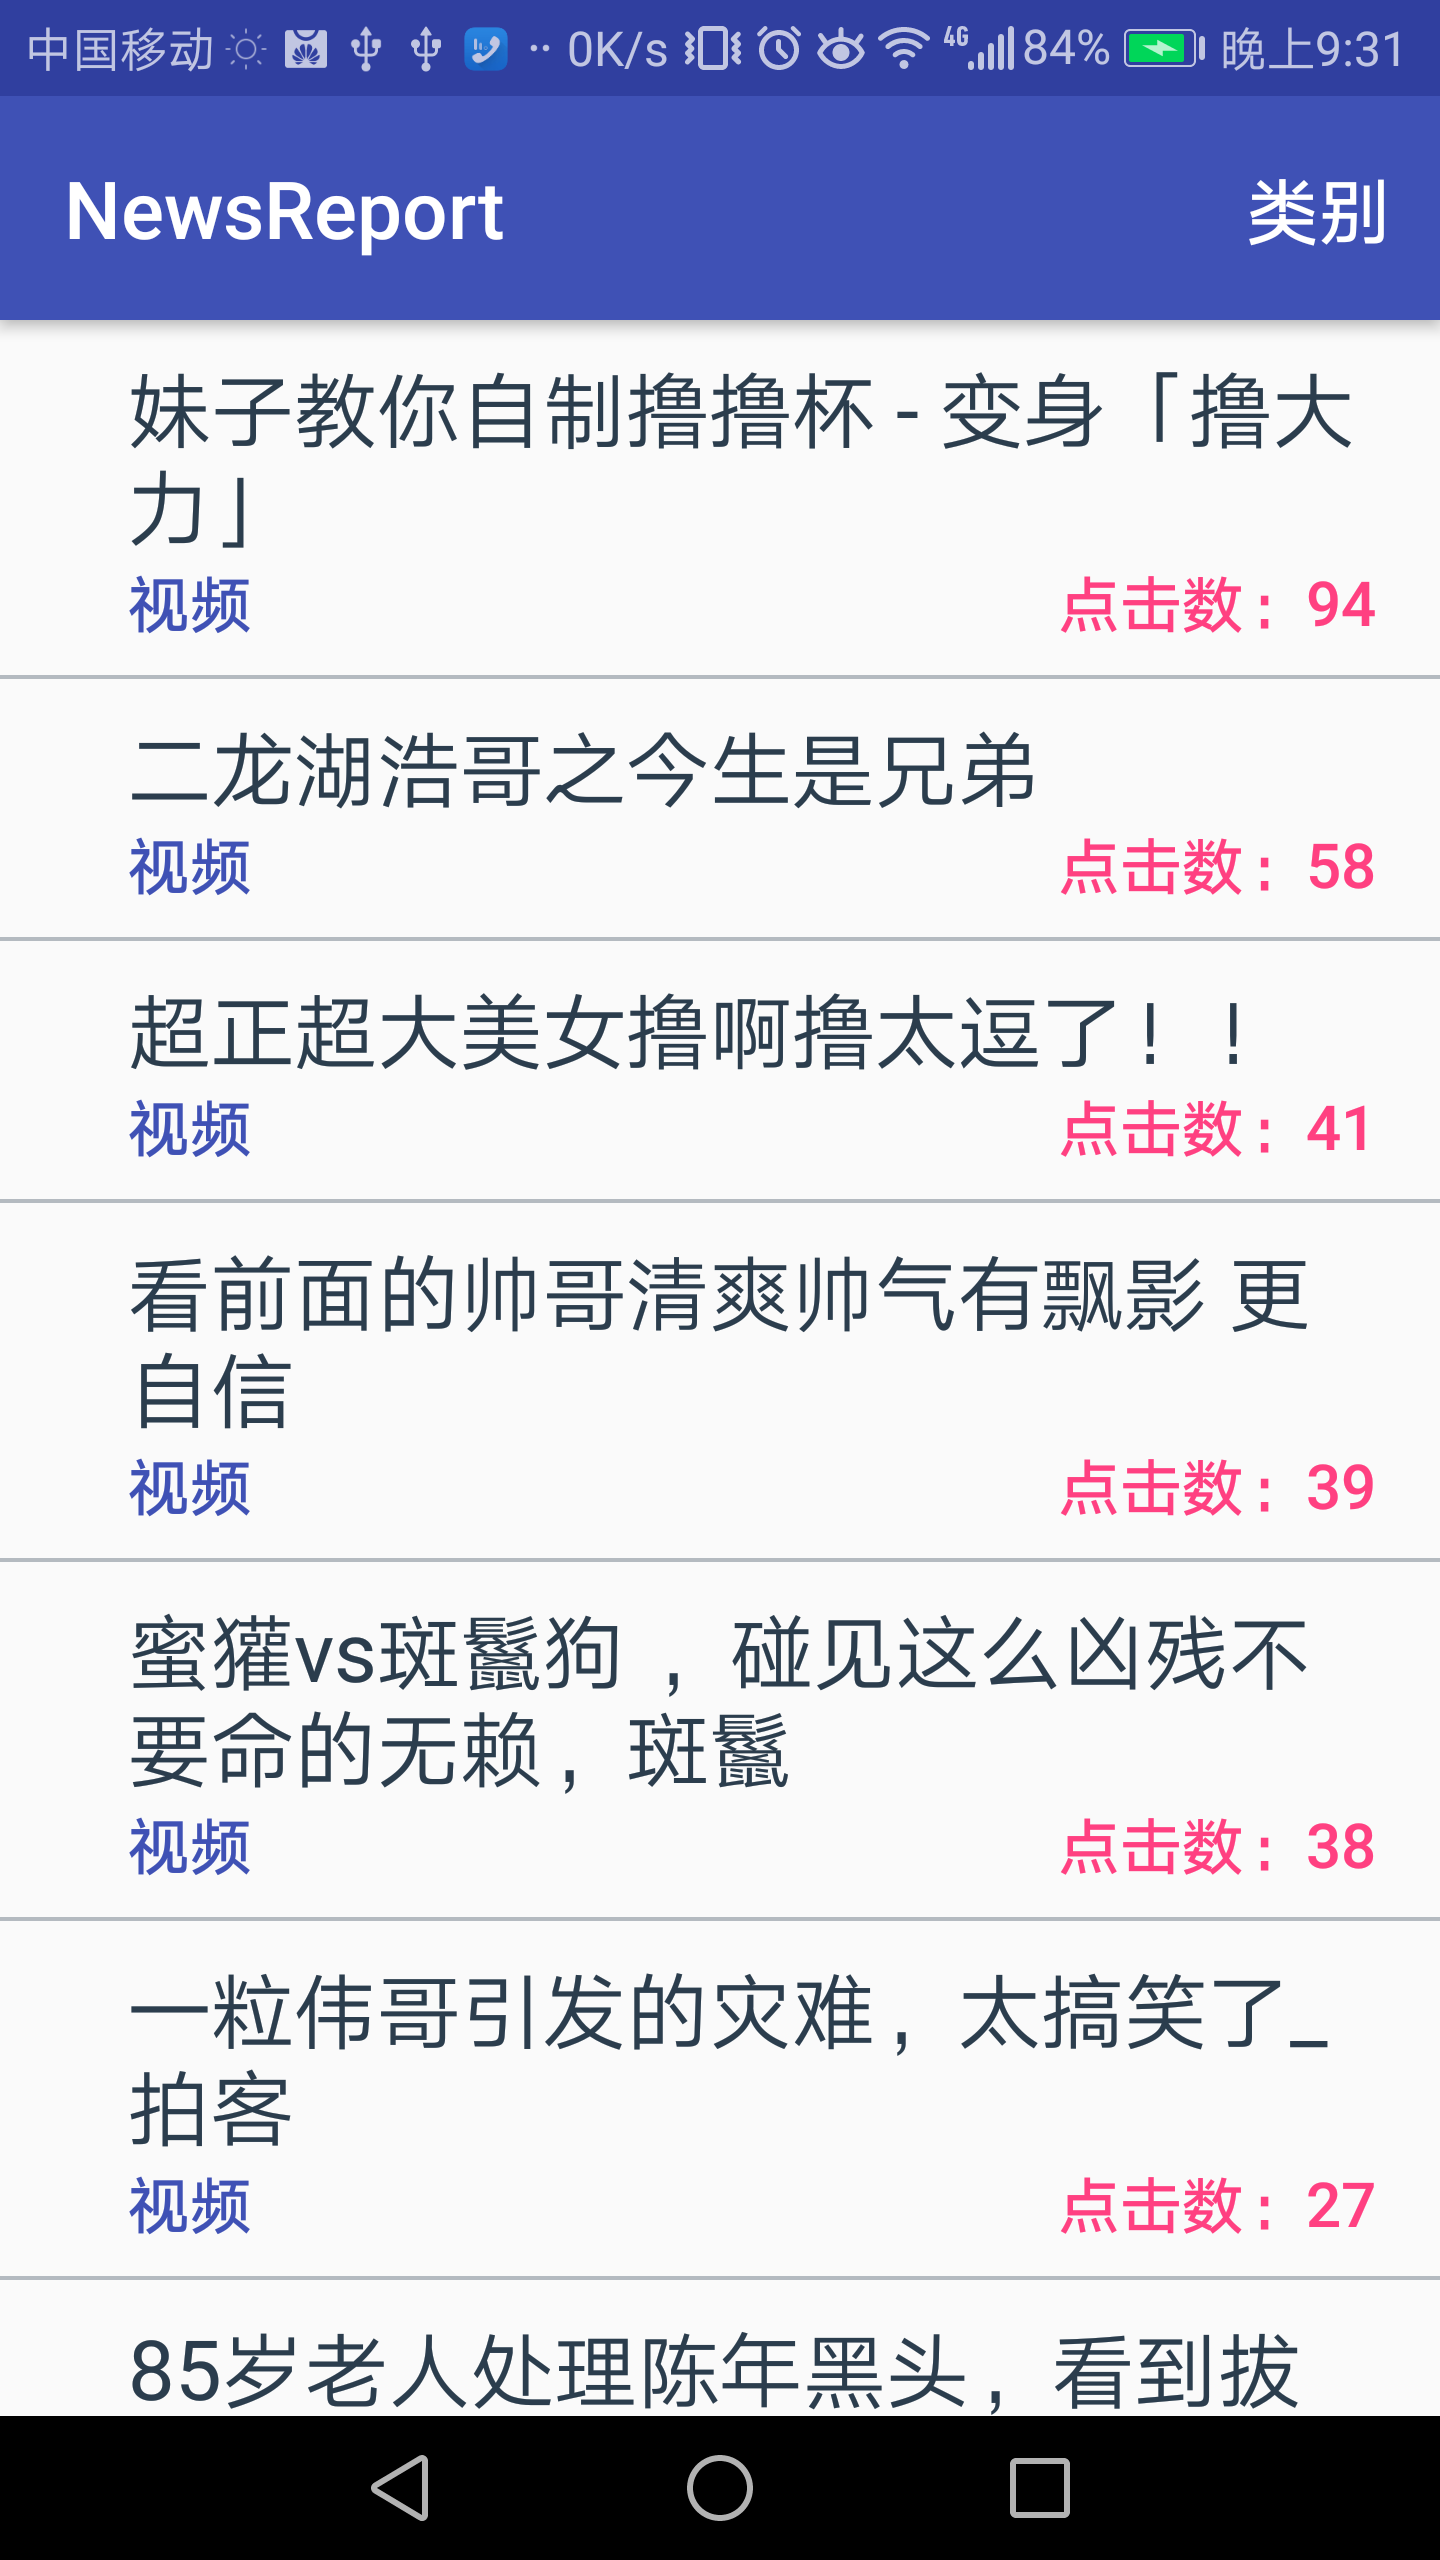 中国移动 0K/s 4G 84% 晚上9:31
NewsReport 类别
妹子教你自制撸撸杯 - 变身「撸大
力」
视频 点击数：94
二龙湖浩哥之今生是兄弟
视频 点击数：58
超正超大美女撸啊撸太逗了！！
视频 点击数：41
看前面的帅哥清爽帅气有飘影 更
自信
视频 点击数：39
蜜獾vs斑鬣狗 ，碰见这么凶残不
要命的无赖，斑鬣
视频 点击数：38
一粒伟哥引发的灾难，太搞笑了_
拍客
视频 点击数：27
85岁老人处理陈年黑头，看到拔